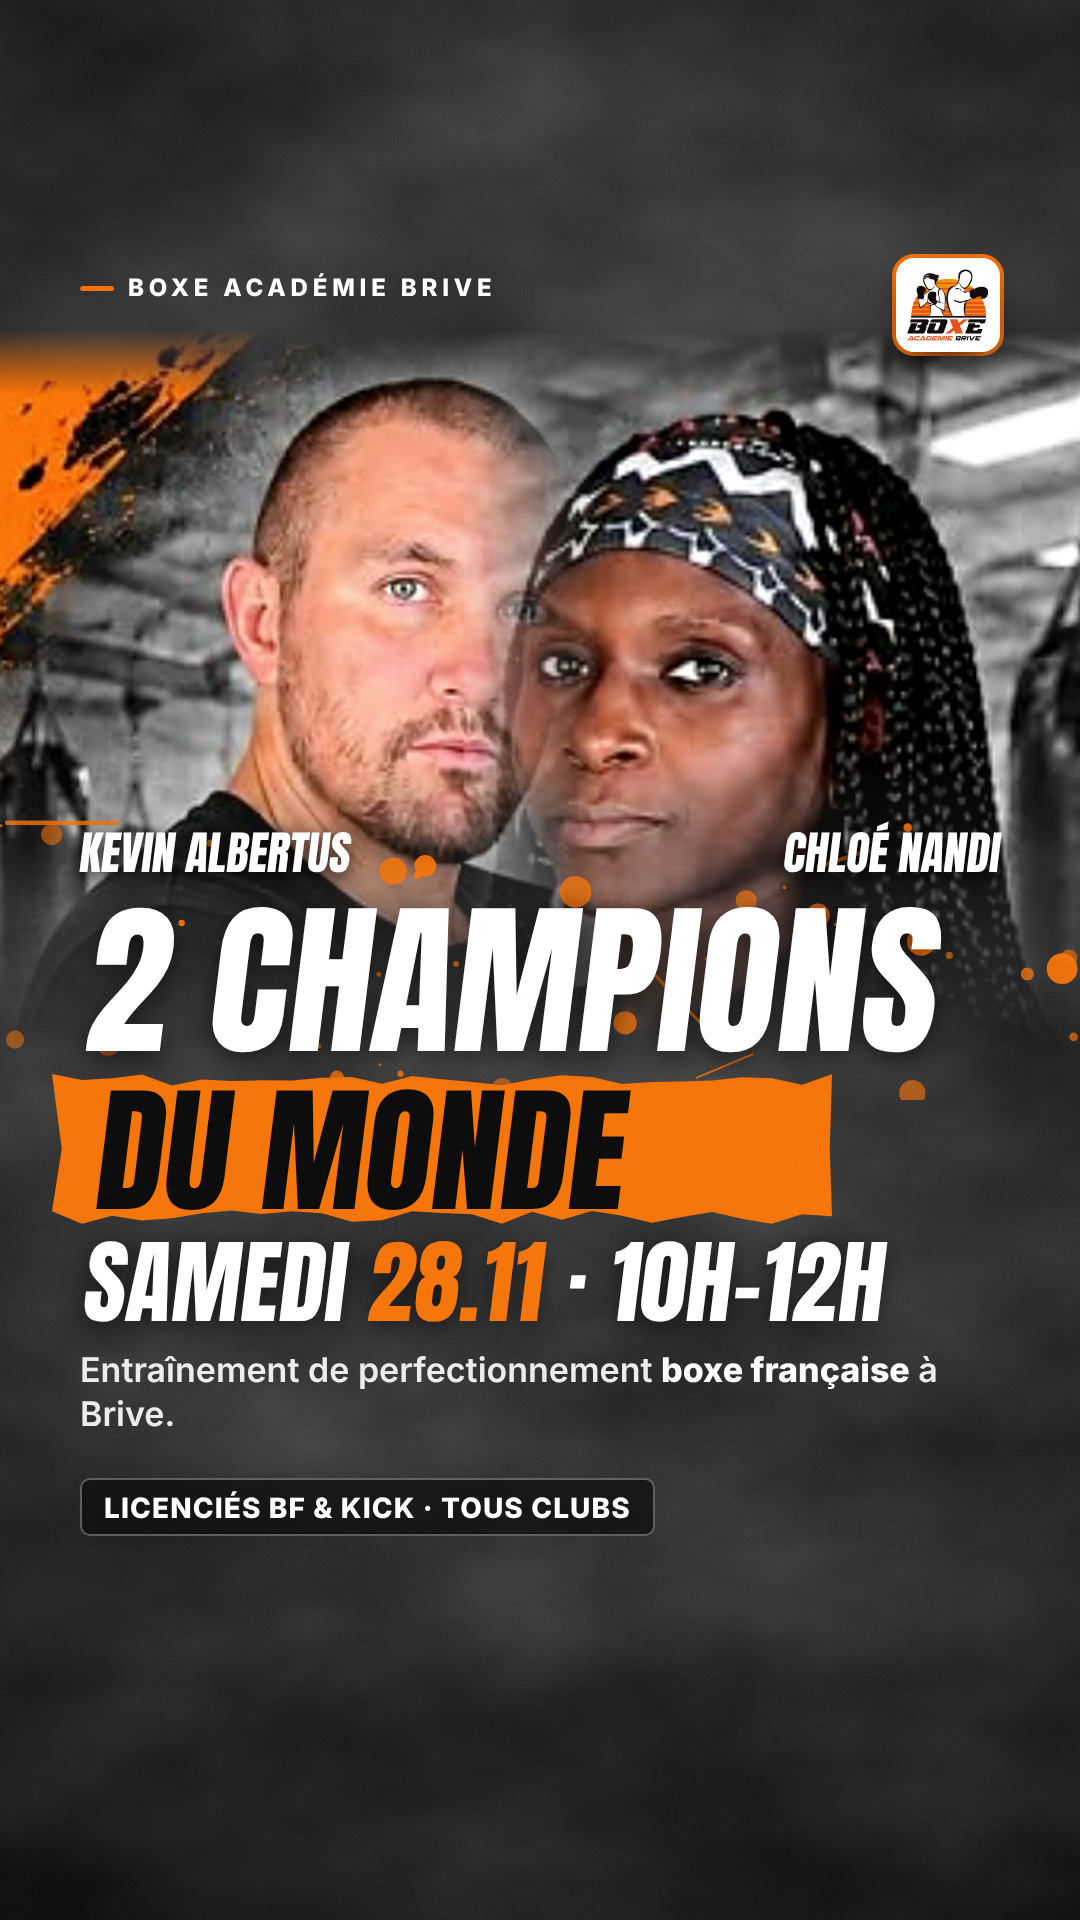 BOXE ACADÉMIE BRIVE
BOXE
ACADEMIE BRIVE
KEVIN ALBERTUS
CHLOÉ NANDI
2 CHAMPIONS
DU MONDE
SAMEDI 28.11 · 10H-12H
Entraînement de perfectionnement boxe française à
Brive.
LICENCIÉS BF & KICK · TOUS CLUBS